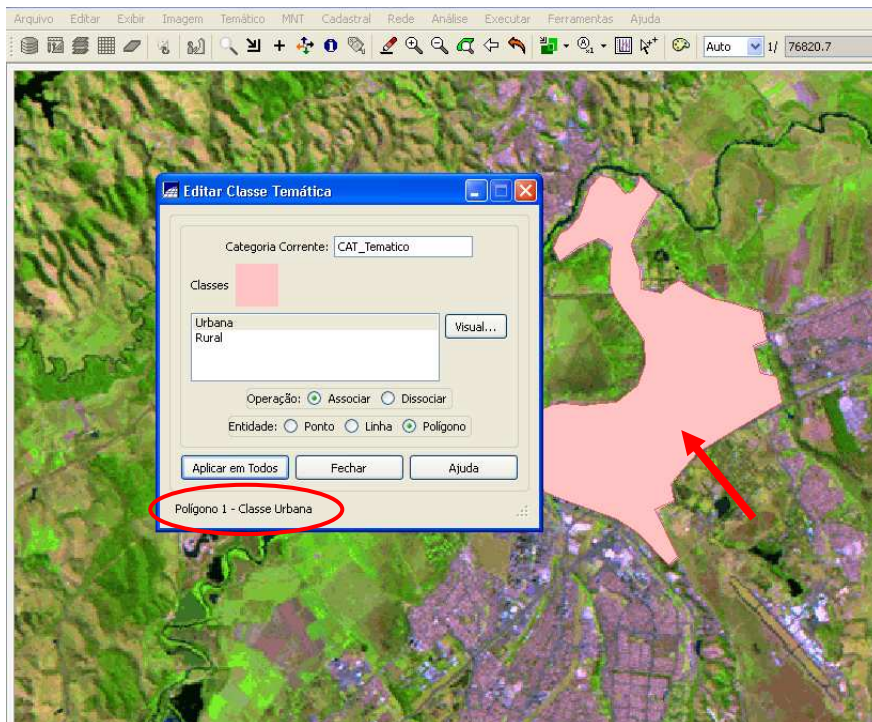 Arquivo Editar Exibir Imagem Temático MNT Cadastral Rede Análise Executar Ferramentas Ajuda
Auto 1/ 76820.7
Editar Classe Temática
Categoria Corrente: CAT_Tematico
Classes
Urbana
Visual...
Rural
Operação: Associar Dissociar
Entidade: Ponto Linha Polígono
Aplicar em Todos Fechar Ajuda
Polígono 1 - Classe Urbana